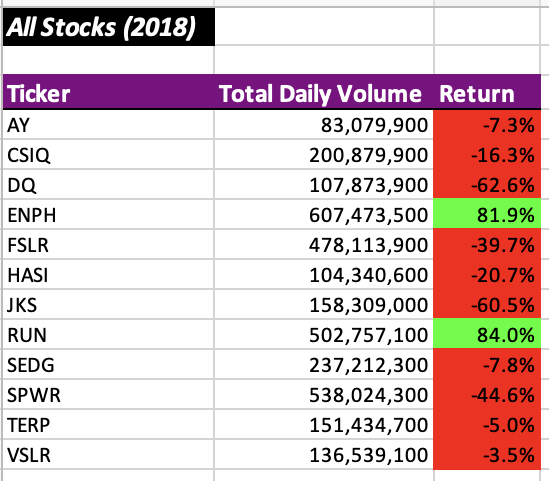 All Stocks (2018)
Ticker Total Daily Volume Return
AY 83,079,900 -7.3%
CSIQ 200,879,900 -16.3%
DQ 107,873,900 -62.6%
ENPH 607,473,500 81.9%
FSLR 478,113,900 -39.7%
HASI 104,340,600 -20.7%
JKS 158,309,000 -60.5%
RUN 502,757,100 84.0%
SEDG 237,212,300 -7.8%
SPWR 538,024,300 -44.6%
TERP 151,434,700 -5.0%
VSLR 136,539,100 -3.5%